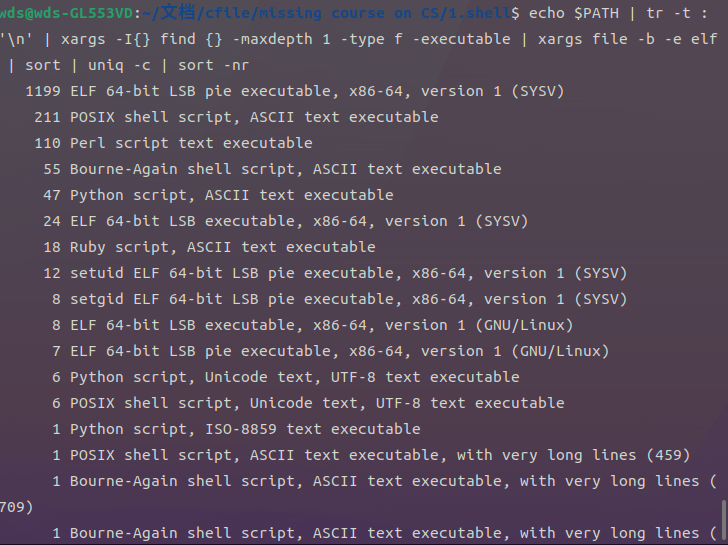 wds@wds-GL553VD:~/文档/cfile/missing course on CS/1.shell$ echo $PATH | tr -t :
'\n' | xargs -I{} find {} -maxdepth 1 -type f -executable | xargs file -b -e elf
| sort | uniq -c | sort -nr
1199 ELF 64-bit LSB pie executable, x86-64, version 1 (SYSV)
211 POSIX shell script, ASCII text executable
110 Perl script text executable
55 Bourne-Again shell script, ASCII text executable
47 Python script, ASCII text executable
24 ELF 64-bit LSB executable, x86-64, version 1 (SYSV)
18 Ruby script, ASCII text executable
12 setuid ELF 64-bit LSB pie executable, x86-64, version 1 (SYSV)
8 setgid ELF 64-bit LSB pie executable, x86-64, version 1 (SYSV)
8 ELF 64-bit LSB executable, x86-64, version 1 (GNU/Linux)
7 ELF 64-bit LSB pie executable, x86-64, version 1 (GNU/Linux)
6 Python script, Unicode text, UTF-8 text executable
6 POSIX shell script, Unicode text, UTF-8 text executable
1 Python script, ISO-8859 text executable
1 POSIX shell script, ASCII text executable, with very long lines (459)
1 Bourne-Again shell script, ASCII text executable, with very long lines (
709)
1 Bourne-Again shell script, ASCII text executable, with very long lines (